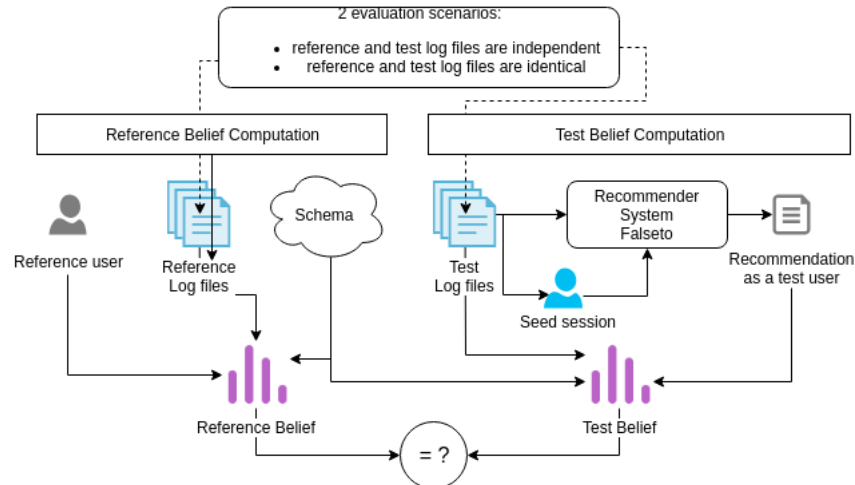 2 evaluation scenarios:
• reference and test log files are independent
• reference and test log files are identical
Reference Belief Computation
Test Belief Computation
Reference user
Reference
Log files
Schema
Test
Log files
Recommender
System
Falseto
Seed session
Recommendation
as a test user
Reference Belief
Test Belief
= ?